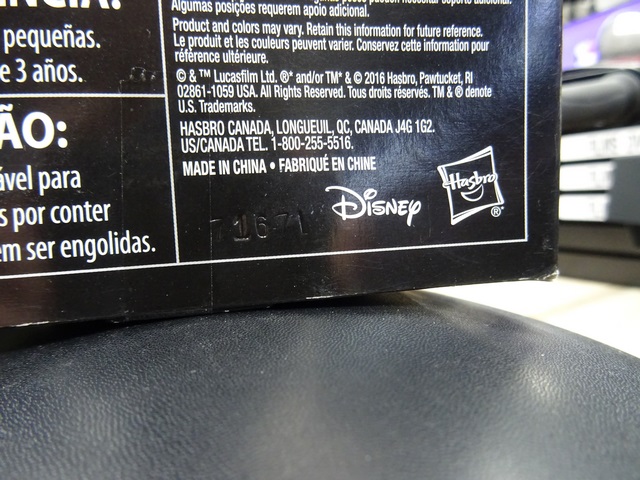 NCIA:
pequeñas.
e 3 años.
ÃO:
ável para
s por conter
em ser engolidas.
Algumas posições requerem apoio adicional.
Product and colors may vary. Retain this information for future reference.
Le produit et les couleurs peuvent varier. Conservez cette information pour
référence ultérieure.
© & ™ Lucasfilm Ltd. ®* and/or TM* & © 2016 Hasbro, Pawtucket, RI
02861-1059 USA. All Rights Reserved. Tous droits réservés. TM & ® denote
U.S. Trademarks.
HASBRO CANADA, LONGUEUIL, QC, CANADA J4G 1G2.
US/CANADA TEL. 1-800-255-5516.
MADE IN CHINA • FABRIQUÉ EN CHINE
DISNEY
Hasbro
®*
71671